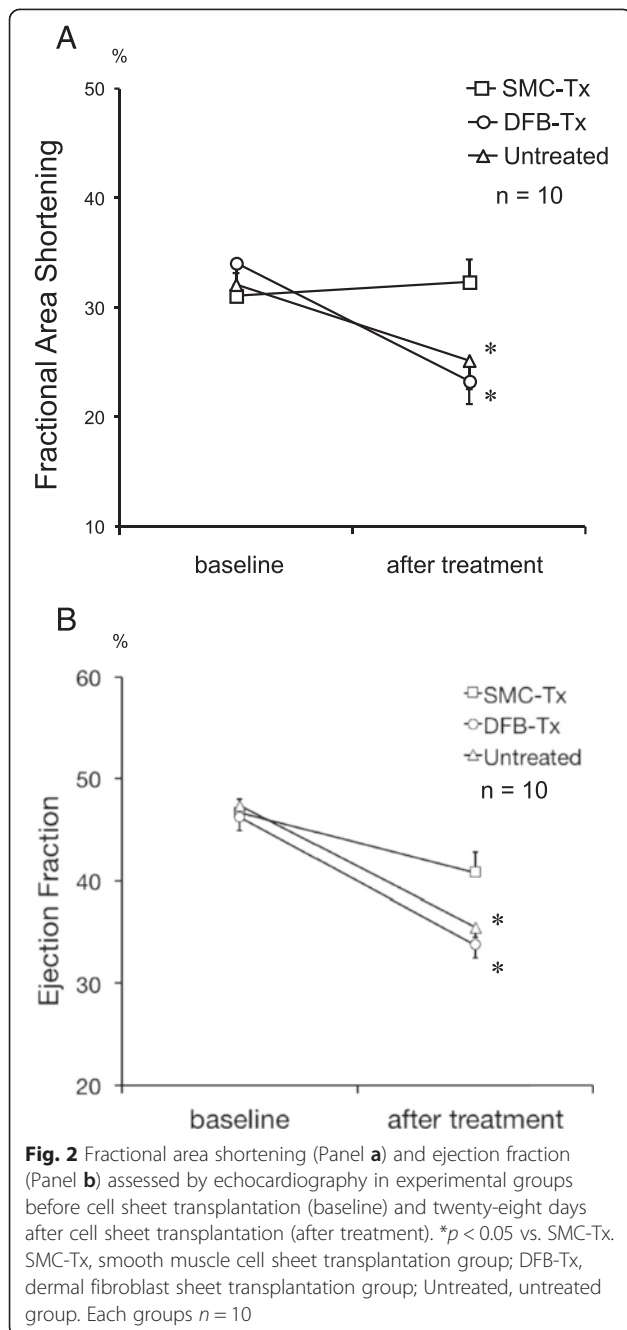 A
%
50
40
30
20
10
Fractional Area Shortening
SMC-Tx
DFB-Tx
Untreated
n = 10
*
*
baseline after treatment
B
%
60
50
40
30
20
Ejection Fraction
SMC-Tx
DFB-Tx
Untreated
n = 10
*
*
baseline after treatment
Fig. 2 Fractional area shortening (Panel a) and ejection fraction
(Panel b) assessed by echocardiography in experimental groups
before cell sheet transplantation (baseline) and twenty-eight days
after cell sheet transplantation (after treatment). *p < 0.05 vs. SMC-Tx.
SMC-Tx, smooth muscle cell sheet transplantation group; DFB-Tx,
dermal fibroblast sheet transplantation group; Untreated, untreated
group. Each groups n = 10